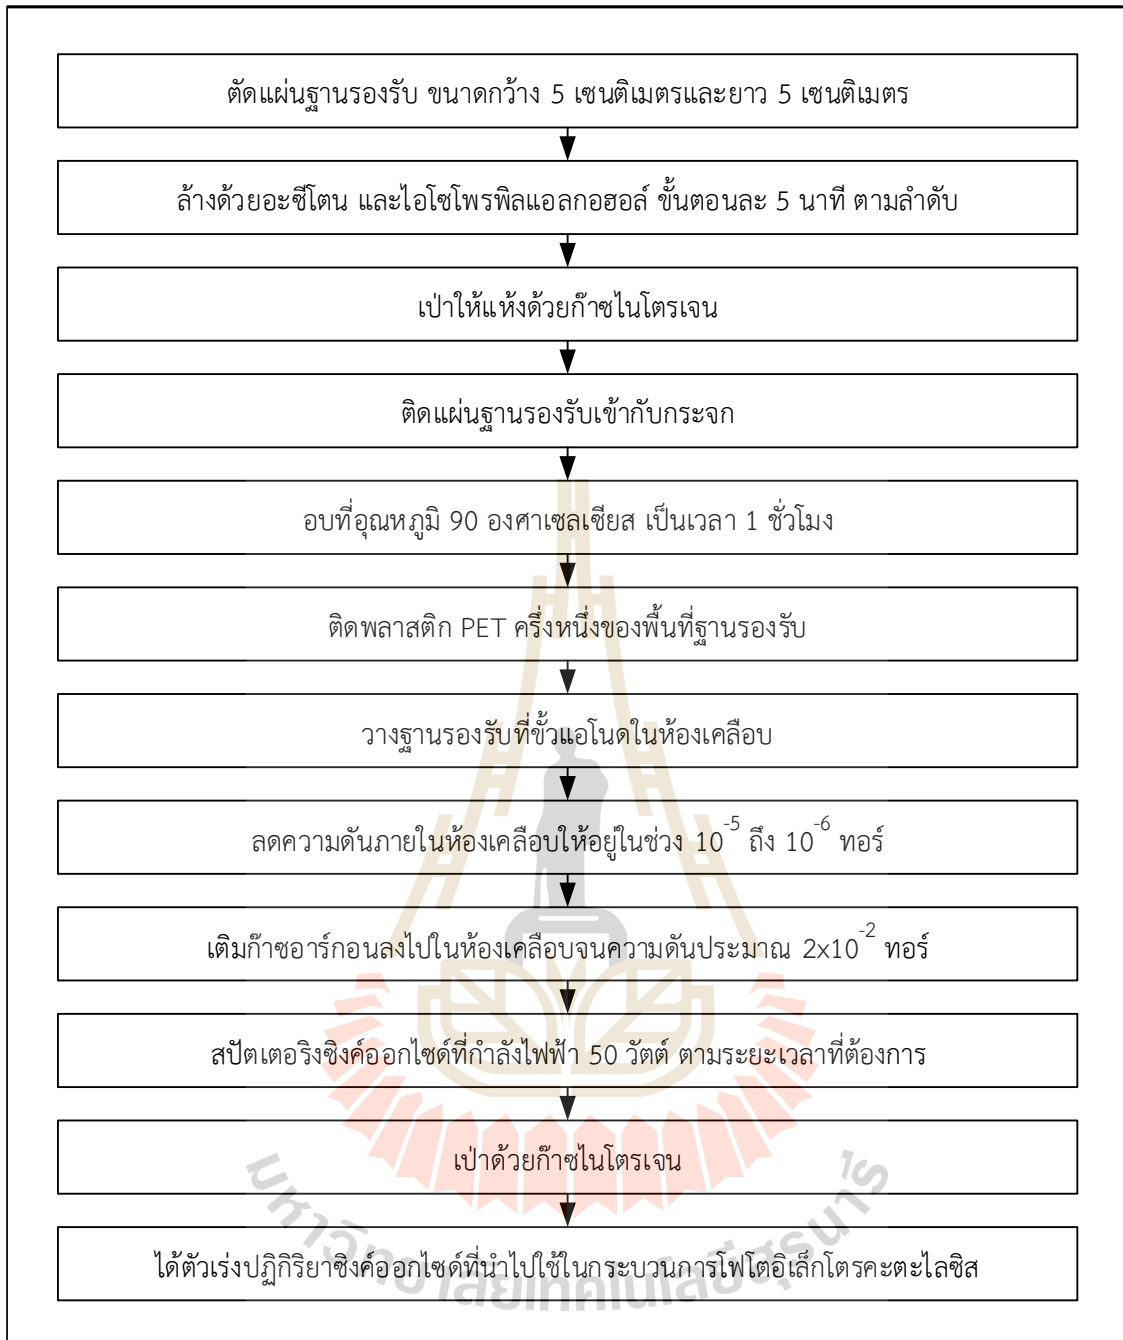 ตัดแผ่นฐานรองรับ ขนาดกว้าง 5 เซนติเมตรและยาว 5 เซนติเมตร
ล้างด้วยอะซีโตน และไอโซโพรพิลแอลกอฮอล์ ขั้นตอนละ 5 นาที ตามลำดับ
เป่าให้แห้งด้วยก๊าซไนโตรเจน
ติดแผ่นฐานรองรับเข้ากับกระจก
อบที่อุณหภูมิ 90 องศาเซลเซียส เป็นเวลา 1 ชั่วโมง
ติดพลาสติก PET ครึ่งหนึ่งของพื้นที่ฐานรองรับ
วางฐานรองรับที่ขั้วแอโนดในห้องเคลือบ
ลดความดันภายในห้องเคลือบให้อยู่ในช่วง 10⁻⁵ ถึง 10⁻⁶ ทอร์
เติมก๊าซอาร์กอนลงไปในห้องเคลือบจนความดันประมาณ 2x10⁻² ทอร์
สปัตเตอริงซิงค์ออกไซด์ที่กำลังไฟฟ้า 50 วัตต์ ตามระยะเวลาที่ต้องการ
เป่าด้วยก๊าซไนโตรเจน
ได้ตัวเร่งปฏิกิริยาซิงค์ออกไซด์ที่นำไปใช้ในกระบวนการโฟโตอิเล็กโตรคะตะไลซิส
มหาวิทยาลัยเทคโนโลยีสุรนารี